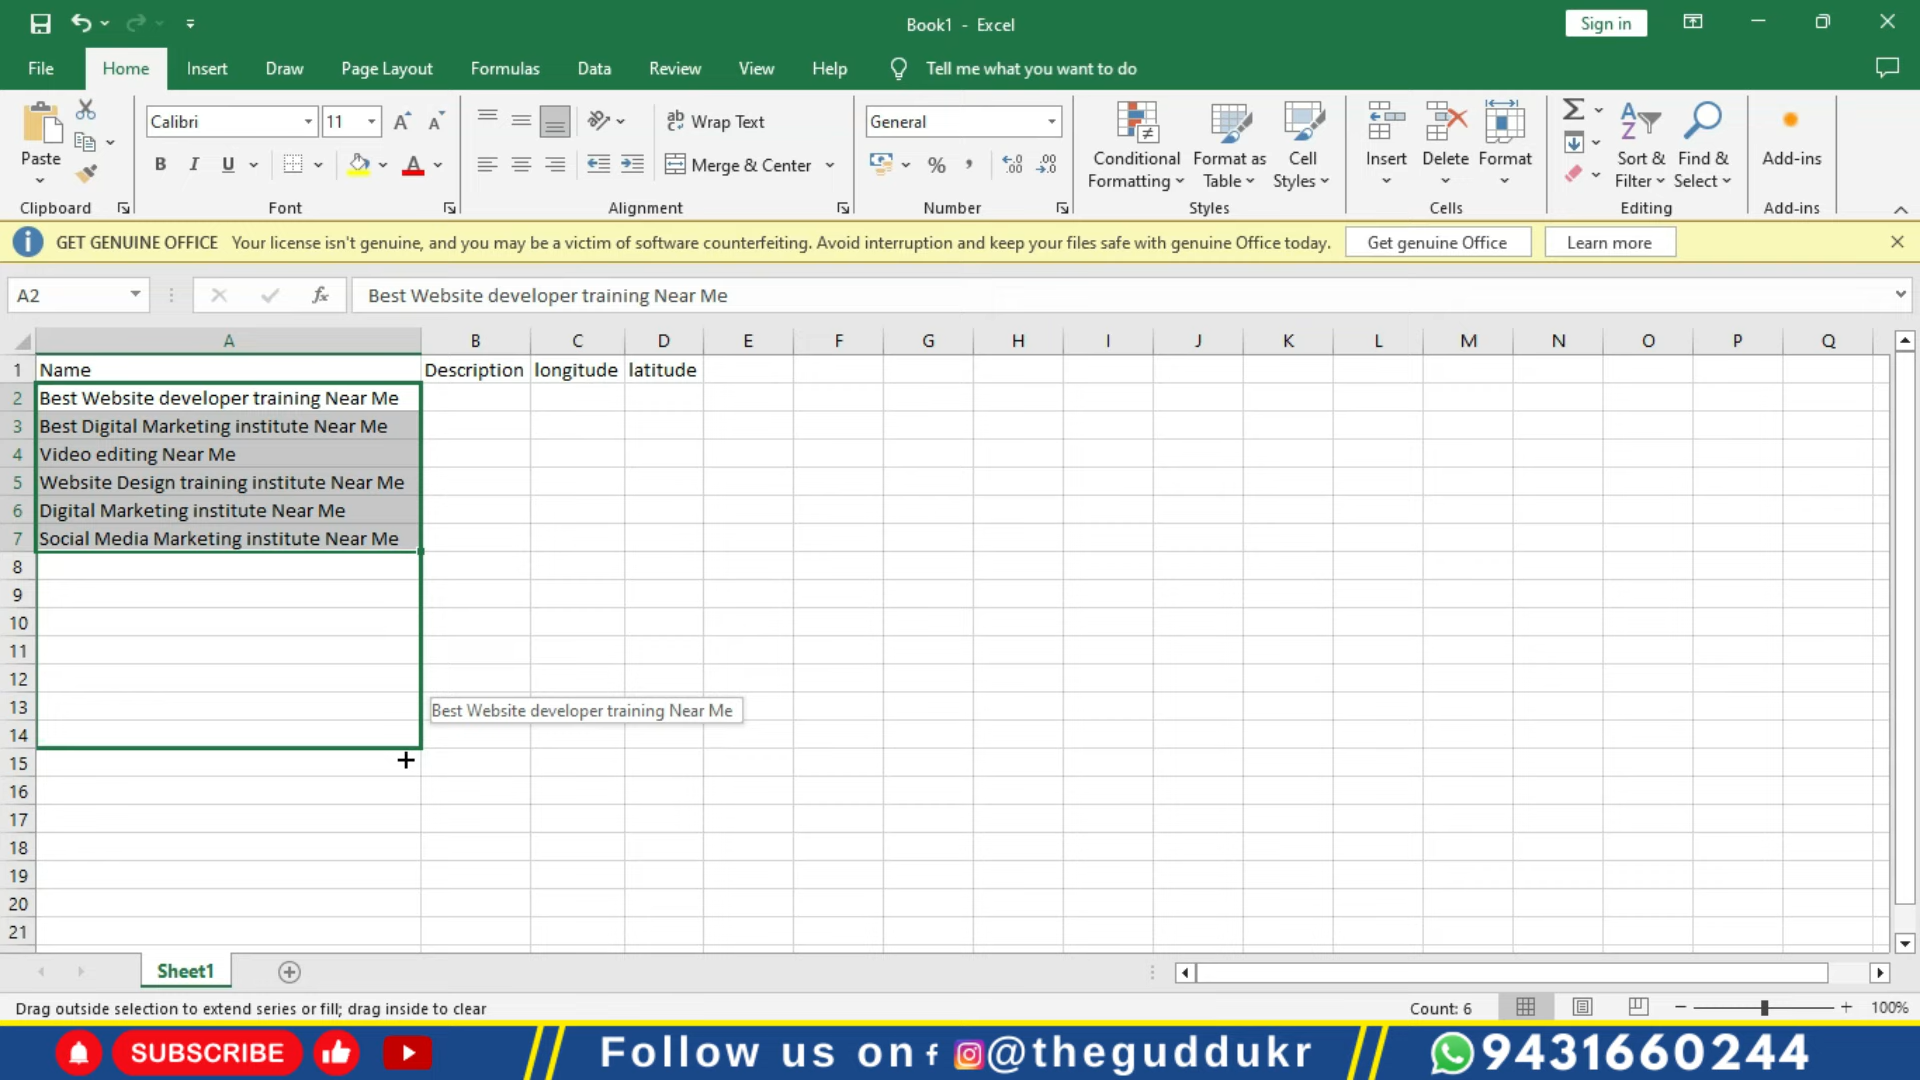 Book1 - Excel
Sign in
File Home Insert Draw Page Layout Formulas Data Review View Help Tell me what you want to do
Paste
Clipboard
Calibri 11
B I U A
Font
ab Wrap Text
Merge & Center
Alignment
General
% ,
Number
Conditional Formatting
Format as Table
Cell Styles
Styles
Insert
Delete
Format
Cells
Sort & Filter
Find & Select
Editing
Add-ins
Add-ins
GET GENUINE OFFICE Your license isn't genuine, and you may be a victim of software counterfeiting. Avoid interruption and keep your files safe with genuine Office today. Get genuine Office Learn more
A2 fx Best Website developer training Near Me
A B C D E F G H I J K L M N O P Q
1 Name Description longitude latitude
2 Best Website developer training Near Me
3 Best Digital Marketing institute Near Me
4 Video editing Near Me
5 Website Design training institute Near Me
6 Digital Marketing institute Near Me
7 Social Media Marketing institute Near Me
8
9
10
11
12
13 Best Website developer training Near Me
14
15
16
17
18
19
20
21
Sheet1
Drag outside selection to extend series or fill; drag inside to clear Count: 6 100%
SUBSCRIBE Follow us on f @theguddukr 9431660244